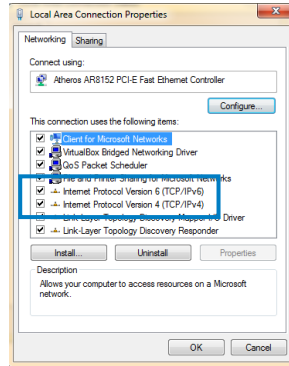 Local Area Connection Properties
Networking
Sharing
Connect using:
Atheros AR8152 PCI-E Fast Ethernet Controller
Configure...
This connection uses the following items:
Client for Microsoft Networks
VirtualBox Bridged Networking Driver
QoS Packet Scheduler
File and Printer Sharing for Microsoft Networks
Internet Protocol Version 6 (TCP/IPv6)
Internet Protocol Version 4 (TCP/IPv4)
Link-Layer Topology Discovery Mapper I/O Driver
Link-Layer Topology Discovery Responder
Install...
Uninstall
Properties
Description
Allows your computer to access resources on a Microsoft
network.
OK
Cancel